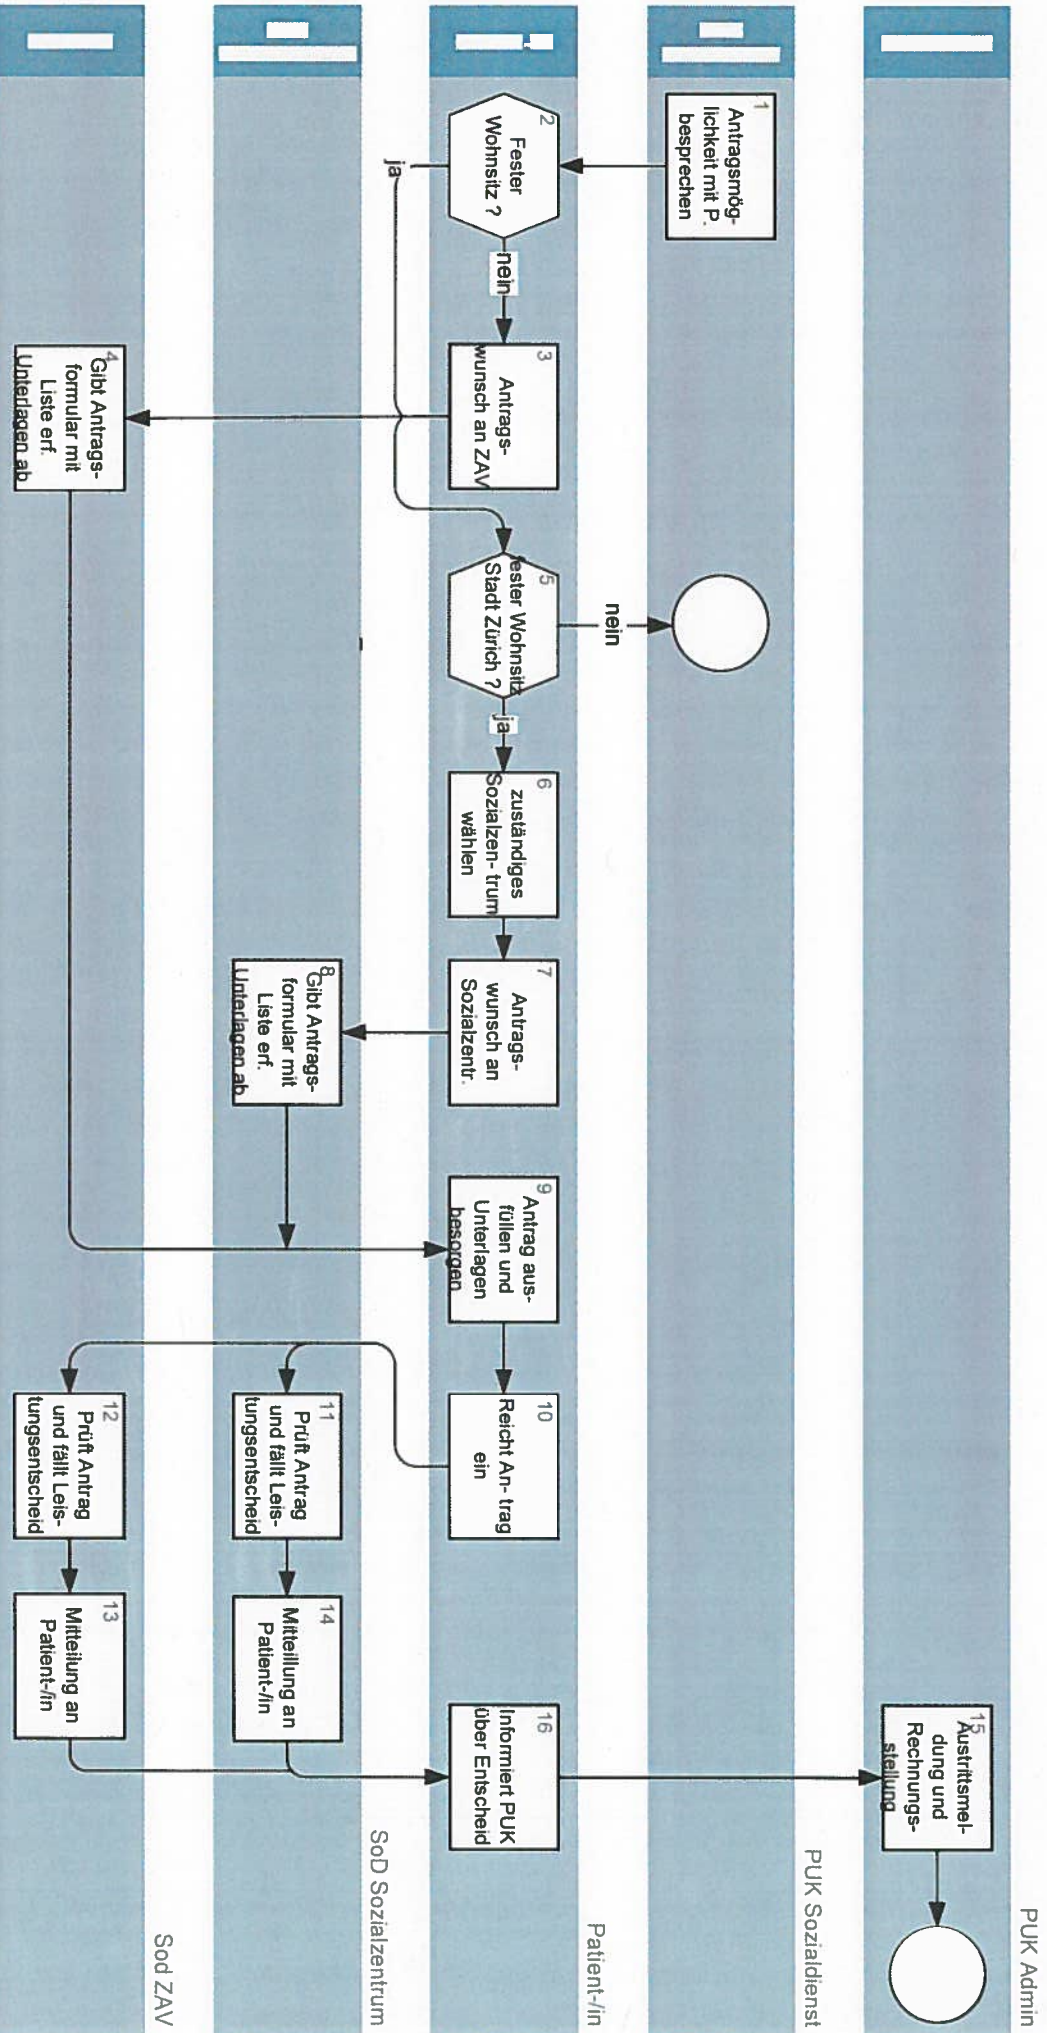 PUK Admin
15
Austrittsmel-
dung und
Rechnungs-
stellung
PUK Sozialdienst
1
Antragsmög-
lichkeit mit P.
besprechen
nein
Patient-/in
2
Fester
Wohnsitz ?
nein
ja
3
Antrags-
wunsch an ZAV
5
fester Wohnsitz
Stadt Zürich ?
ja
6
zuständiges
Sozialzen- trum
wählen
7
Antrags-
wunsch an
Sozialzentr.
9
Antrag aus-
füllen und
Unterlagen
besorgen
10
Reicht An- trag
ein
16
Informiert PUK
über Entscheid
SoD Sozialzentrum
8
Gibt Antrags-
formular mit
Liste erf.
Unterlagen ab
11
Prüft Antrag
und fällt Leis-
tungsentscheid
14
Mitteillung an
Patient-/in
Sod ZAV
4
Gibt Antrags-
formular mit
Liste erf.
Unterlagen ab
12
Prüft Antrag
und fällt Leis-
tungsentscheid
13
Mitteilung an
Patient-/in